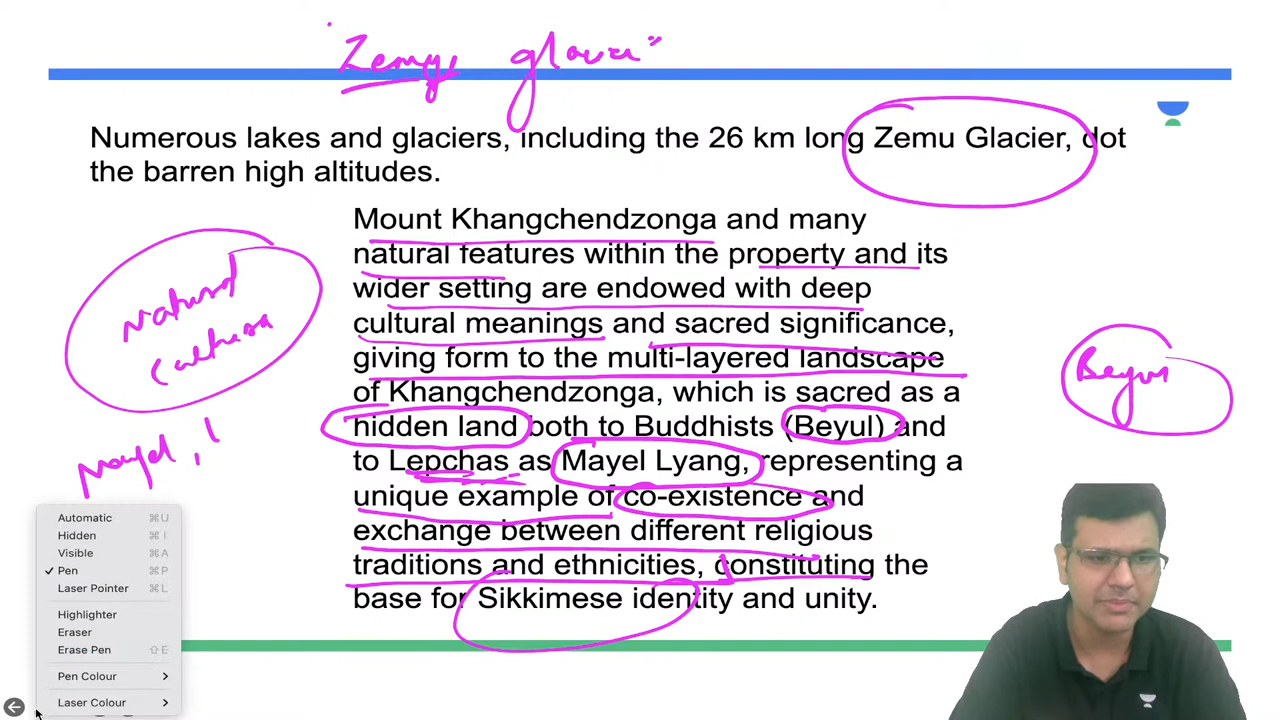 Zemu glacier
Numerous lakes and glaciers, including the 26 km long Zemu Glacier, dot
the barren high altitudes.
Mount Khangchendzonga and many
natural features within the property and its
wider setting are endowed with deep
cultural meanings and sacred significance,
giving form to the multi-layered landscape
of Khangchendzonga, which is sacred as a
hidden land both to Buddhists (Beyul) and
to Lepchas as Mayel Lyang, representing a
unique example of co-existence and
exchange between different religious
traditions and ethnicities, constituting the
base for Sikkimese identity and unity.
Natural
Cultural
Mayel, l
Beyul
Automatic ⌘U
Hidden ⌘I
Visible ⌘A
✓ Pen ⌘P
Laser Pointer ⌘L
Highlighter
Eraser
Erase Pen ⇧E
Pen Colour >
Laser Colour >